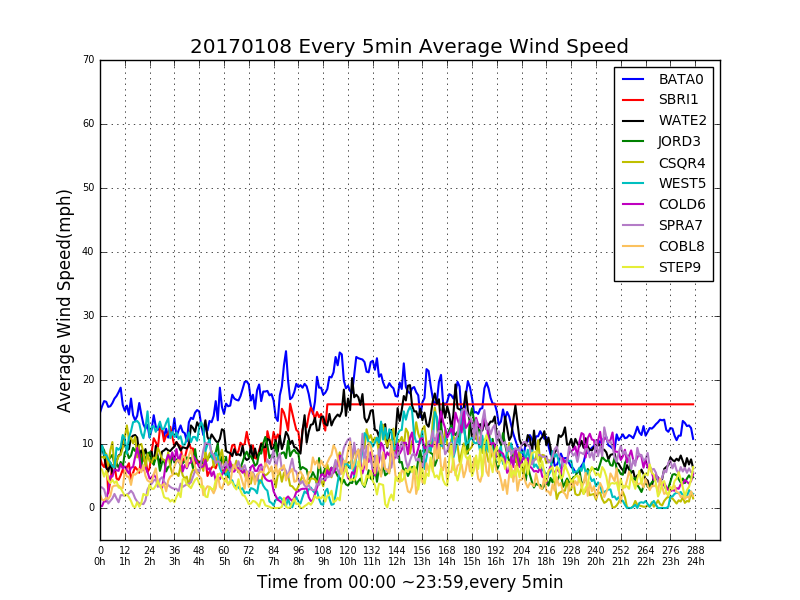 20170108 Every 5min Average Wind Speed
70
60
50
40
30
20
10
0
Average Wind Speed(mph)
BATA0
SBRI1
WATE2
JORD3
CSQR4
WEST5
COLD6
SPRA7
COBL8
STEP9
0 12 24 36 48 60 72 84 96 108 120 132 144 156 168 180 192 204 216 228 240 252 264 276 288
0h 1h 2h 3h 4h 5h 6h 7h 8h 9h 10h 11h 12h 13h 14h 15h 16h 17h 18h 19h 20h 21h 22h 23h 24h
Time from 00:00 ~23:59,every 5min